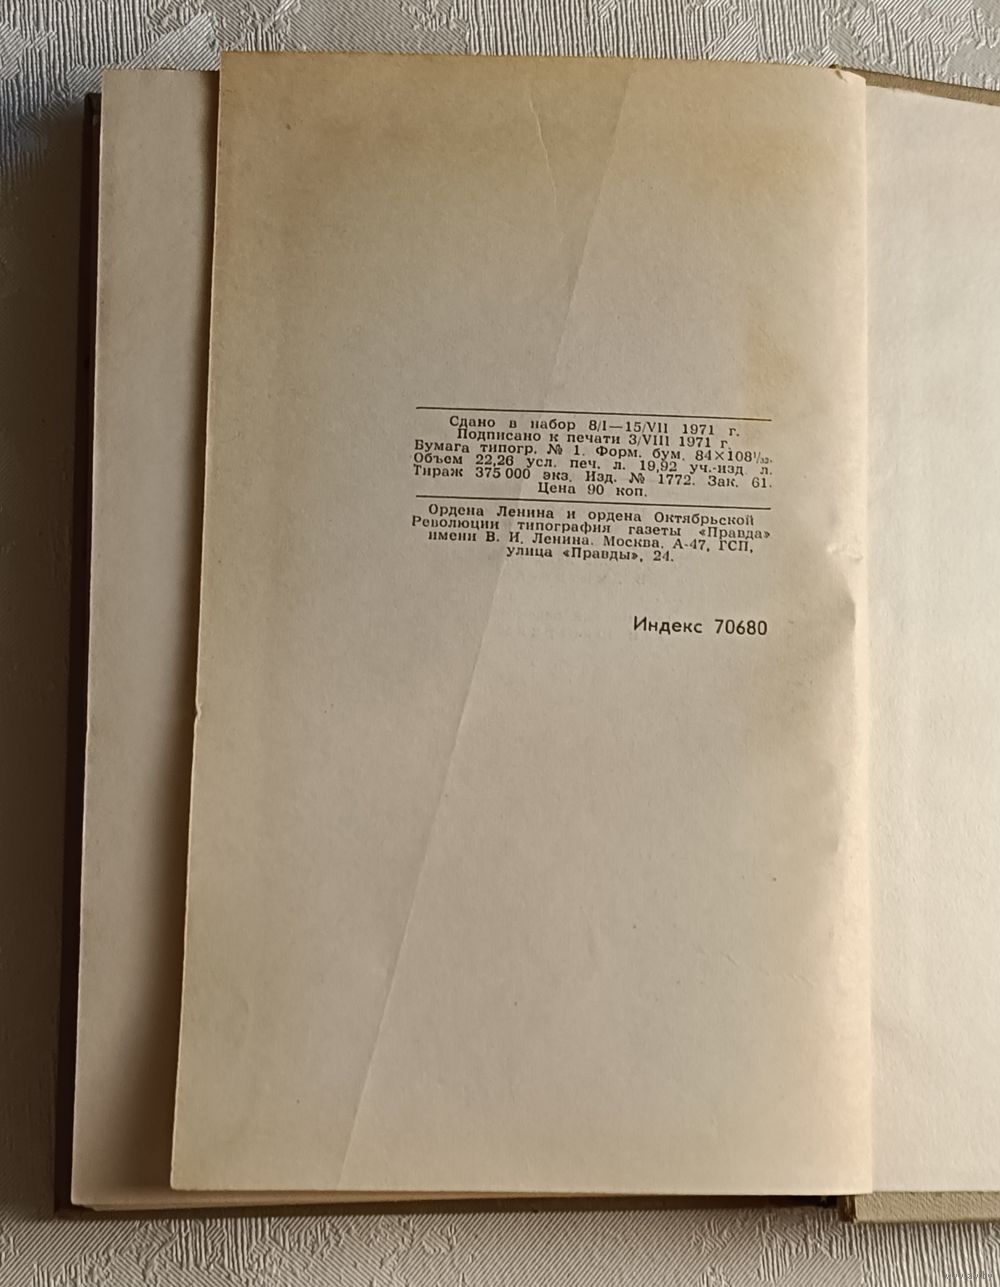 Сдано в набор 8/I—15/VII 1971 г.
Подписано к печати 3/VIII 1971 г.
Бумага типогр. № 1. Форм. бум. 84×108¹/₃₂.
Объем 22,26 усл. печ. л. 19,92 уч.-изд л.
Тираж 375 000 экз. Изд. № 1772. Зак. 61.
Цена 90 коп.
Ордена Ленина и ордена Октябрьской
Революции типография газеты «Правда»
имени В. И. Ленина. Москва, А-47, ГСП,
улица «Правды», 24.
Индекс 70680